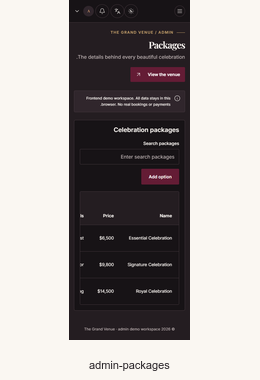 THE GRAND VENUE / ADMIN
Packages
.The details behind every beautiful celebration
View the venue
Frontend demo workspace. All data stays in this
.browser. No real bookings or payments
Celebration packages
Search packages
Enter search packages
Add option
Price Name
$6,500 Essential Celebration
$9,800 Signature Celebration
$14,500 Royal Celebration
The Grand Venue · admin demo workspace 2026 ©
admin-packages